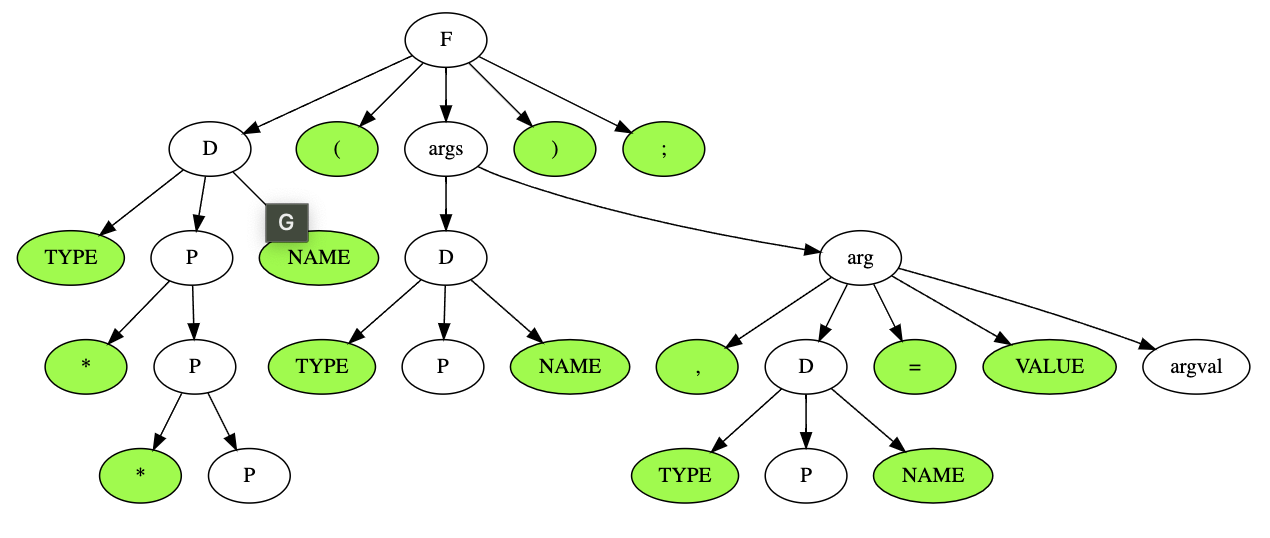 F
D ( args ) ;
G
TYPE P NAME D arg
* P TYPE P NAME , D = VALUE argval
* P TYPE P NAME